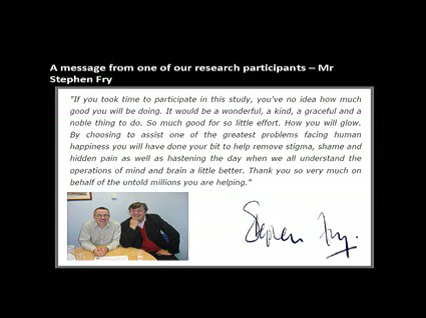 A message from one of our research participants – Mr
Stephen Fry
"If you took time to participate in this study, you've no idea how much
good you will be doing. It would be a wonderful, a kind, a graceful and a
noble thing to do. So much good for so little effort. How you will glow.
By choosing to assist one of the greatest problems facing human
happiness you will have done your bit to help remove stigma, shame and
hidden pain as well as hastening the day when we all understand the
operations of mind and brain a little better. Thank you so very much on
behalf of the untold millions you are helping."
Stephen Fry.